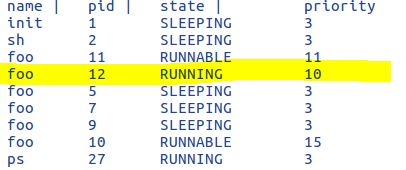 name |   pid |   state |          priority
init     1       SLEEPING         3
sh       2       SLEEPING         3
foo      11      RUNNABLE         11
foo      12      RUNNING          10
foo      5       SLEEPING         3
foo      7       SLEEPING         3
foo      9       SLEEPING         3
foo      10      RUNNABLE         15
ps       27      RUNNING          3